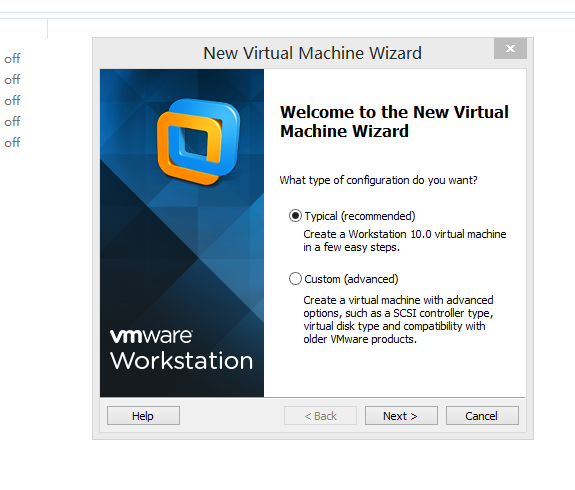 off
off
off
off
off
New Virtual Machine Wizard
Welcome to the New Virtual
Machine Wizard
What type of configuration do you want?
Typical (recommended)
Create a Workstation 10.0 virtual machine
in a few easy steps.
Custom (advanced)
Create a virtual machine with advanced
options, such as a SCSI controller type,
virtual disk type and compatibility with
older VMware products.
vmware
Workstation
Help
< Back
Next >
Cancel